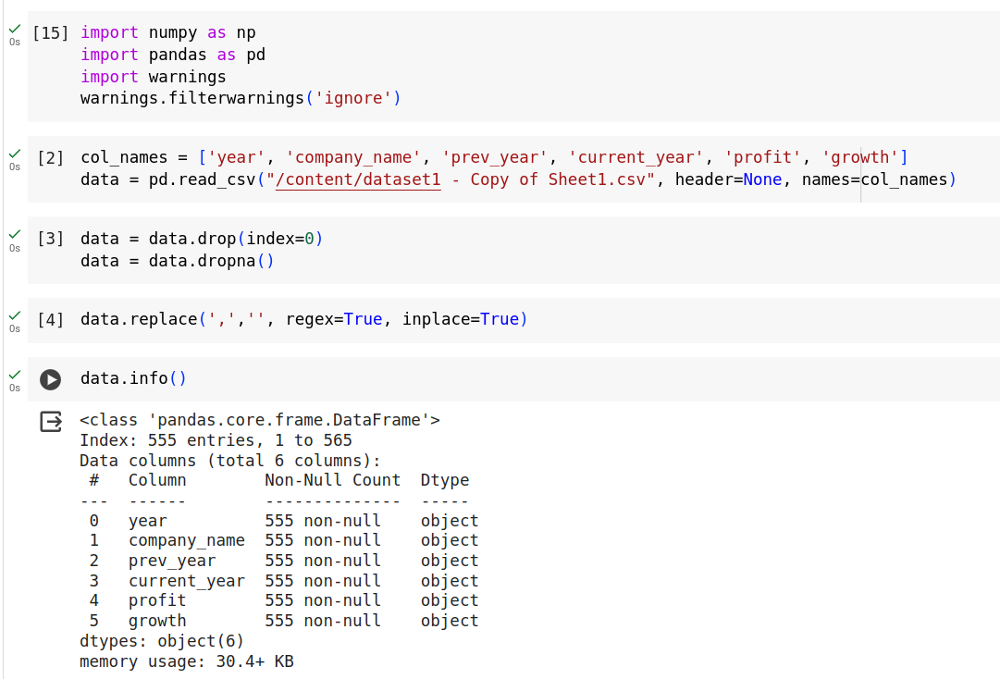 [15] import numpy as np
import pandas as pd
import warnings
warnings.filterwarnings('ignore')
0s
[2] col_names = ['year', 'company_name', 'prev_year', 'current_year', 'profit', 'growth']
0s
data = pd.read_csv("/content/dataset1 - Copy of Sheet1.csv", header=None, names=col_names)
[3] data = data.drop(index=0)
0s
data = data.dropna()
[4] data.replace(',','', regex=True, inplace=True)
0s
data.info()
0s
<class 'pandas.core.frame.DataFrame'>
Index: 555 entries, 1 to 565
Data columns (total 6 columns):
 #   Column        Non-Null Count  Dtype
---  ------        --------------  -----
 0   year          555 non-null    object
 1   company_name  555 non-null    object
 2   prev_year     555 non-null    object
 3   current_year  555 non-null    object
 4   profit        555 non-null    object
 5   growth        555 non-null    object
dtypes: object(6)
memory usage: 30.4+ KB